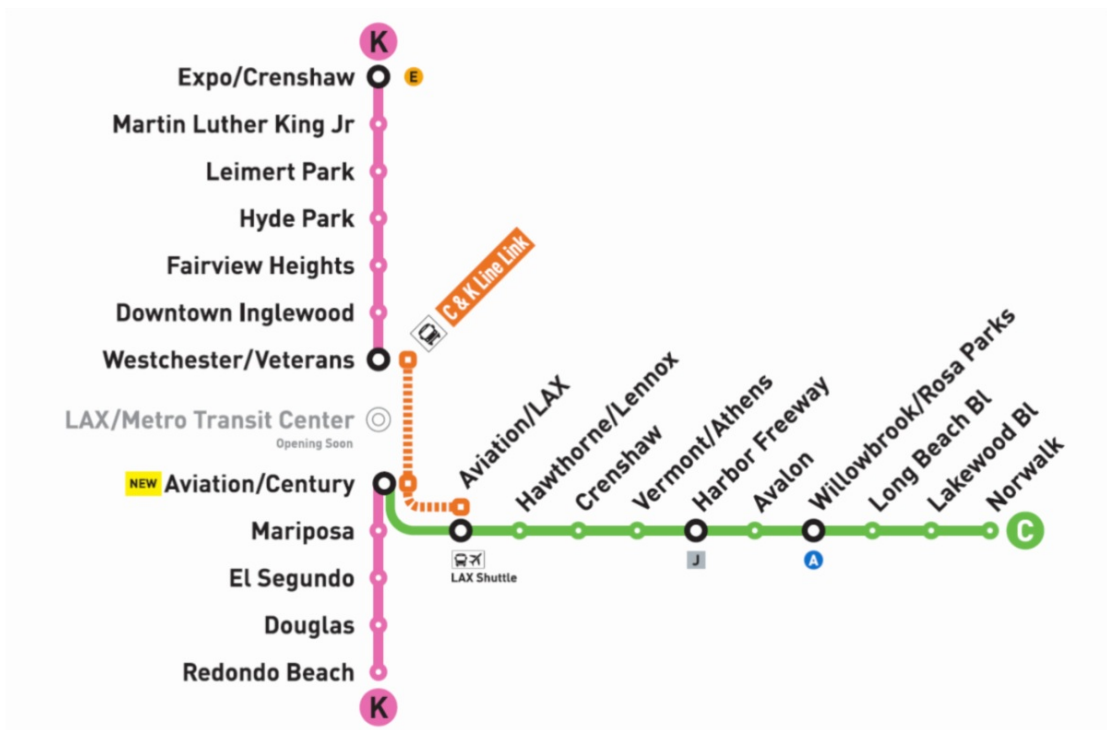 K
Expo/Crenshaw
E
Martin Luther King Jr
Leimert Park
Hyde Park
Fairview Heights
Downtown Inglewood
Westchester/Veterans
C & K Line Link
LAX/Metro Transit Center
Opening Soon
NEW Aviation/Century
Mariposa
El Segundo
Douglas
Redondo Beach
K
Aviation/LAX
LAX Shuttle
Hawthorne/Lennox
Crenshaw
Vermont/Athens
Harbor Freeway
J
Avalon
Willowbrook/Rosa Parks
A
Long Beach Bl
Lakewood Bl
Norwalk
C